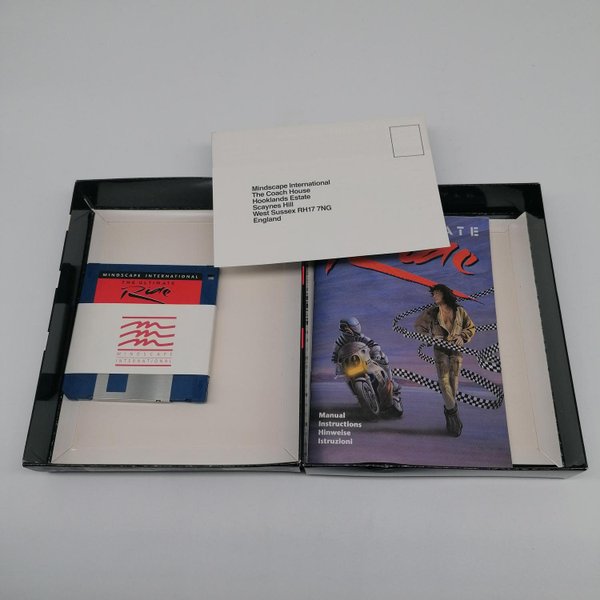 Mindscape International
The Coach House
Hooklands Estate
Scaynes Hill
West Sussex RH17 7NG
England
MINDSCAPE INTERNATIONAL
THE ULTIMATE
Ride
MINDSCAPE
INTERNATIONAL
ATE
Ride
Manual
Instructions
Hinweise
Istruzioni